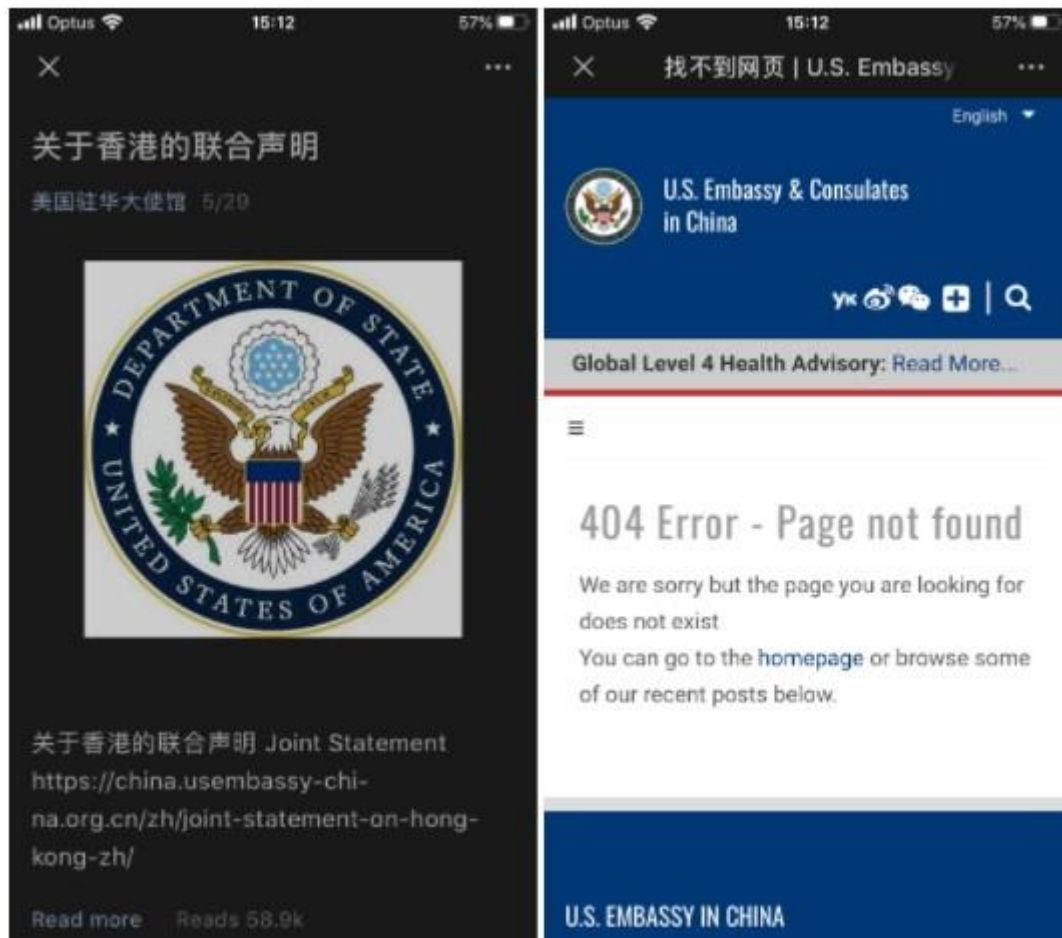 Optus
15:12
57%
关于香港的联合声明
美国驻华大使馆 5/29
DEPARTMENT OF STATE
UNITED STATES OF AMERICA
关于香港的联合声明 Joint Statement
https://china.usembassy-chi-
na.org.cn/zh/joint-statement-on-hong-
kong-zh/
Read more Reads 58.9k
Optus
15:12
57%
找不到网页 | U.S. Embassy
English
U.S. Embassy & Consulates
in China
Global Level 4 Health Advisory: Read More...
404 Error - Page not found
We are sorry but the page you are looking for
does not exist
You can go to the homepage or browse some
of our recent posts below.
U.S. EMBASSY IN CHINA